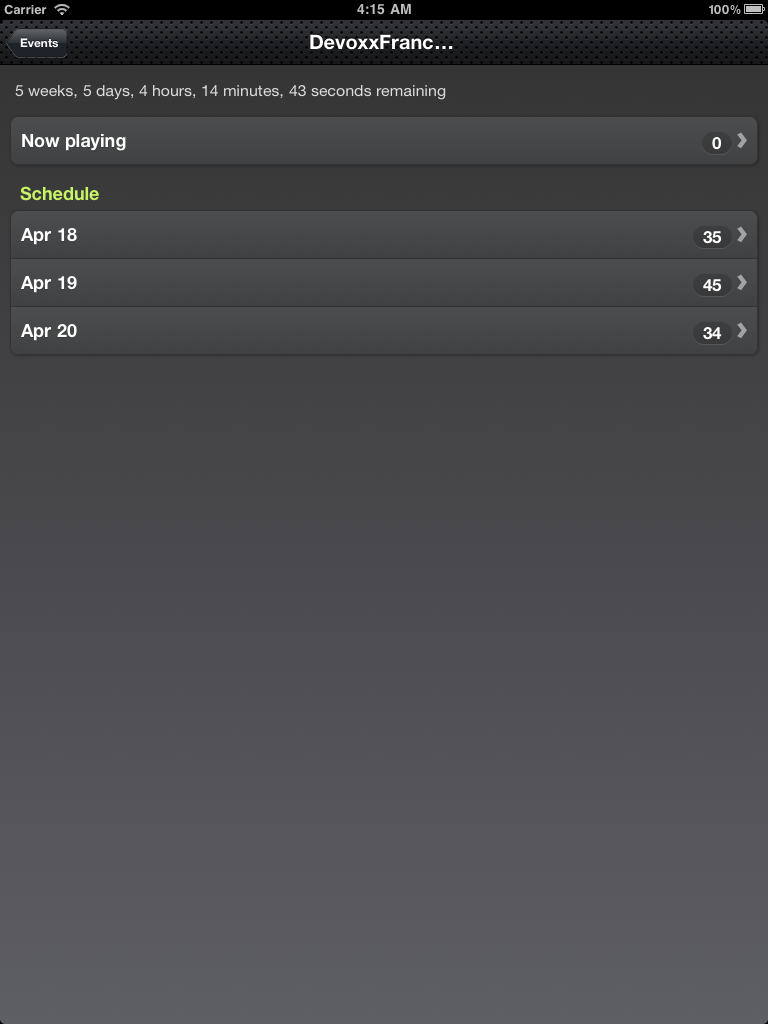 Carrier 4:15 AM 100%
Events DevoxxFranc...
5 weeks, 5 days, 4 hours, 14 minutes, 43 seconds remaining
Now playing 0
Schedule
Apr 18 35
Apr 19 45
Apr 20 34